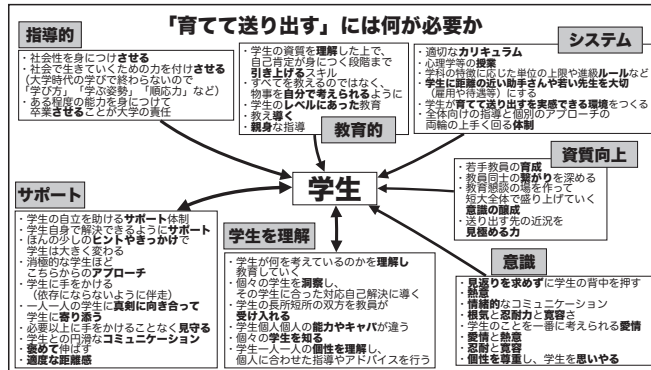 「育てて送り出す」には何が必要か
指導的
・社会性を身につけさせる
・社会で生きていくための力を付けさせる
（大学時代の学びで終わらないので
「学び方」「学ぶ姿勢」「順応力」など）
・ある程度の能力を身につけて
卒業させることが大学の責任
・学生の資質を理解した上で、
自己肯定が身につく段階まで
引き上げるスキル
・すべてを教えるのではなく、
物事を自分で考えられるように
・学生のレベルにあった教育
・教え導く
・親身な指導
教育的
システム
・適切なカリキュラム
・心理学等の授業
・学科の特徴に応じた単位の上限や進級ルールなど
・学生に距離の近い助手さんや若い先生を大切
（雇用や待遇等）にする
・学生が育てて送り出すを実感できる環境をつくる
・全体向けの指導と個別のアプローチの
両輪の上手く回る体制
学生
資質向上
・若手教員の育成
・教員同士の繋がりを深める
・教育懇談の場を作って
短大全体で盛り上げていく
意識の醸成
・送り出す先の近況を
見極める力
サポート
・学生の自立を助けるサポート体制
・学生自身で解決できるようにサポート
・ほんの少しのヒントやきっかけで
学生は大きく変わる
・消極的な学生ほど
こちらからのアプローチ
・学生に手をかける
（依存にならないように伴走）
・一人一人の学生に真剣に向き合って
学生に寄り添う
・必要以上に手をかけることなく見守る
・学生との円滑なコミュニケーション
・褒めて伸ばす
・適度な距離感
学生を理解
・学生が何を考えているのかを理解し
教育していく
・個々の学生を洞察し、
その学生に合った対応自己解決に導く
・学生の長所短所の双方を教員が
受け入れる
・学生個人個人の能力やキャパが違う
・個々の学生を知る
・学生一人一人の個性を理解し、
個人に合わせた指導やアドバイスを行う
意識
・見返りを求めずに学生の背中を押す
・熱意
・情緒的なコミュニケーション
・根気と忍耐力と寛容さ
・学生のことを一番に考えられる愛情
・愛情と熱意
・忍耐と寛容
・個性を尊重し、学生を思いやる